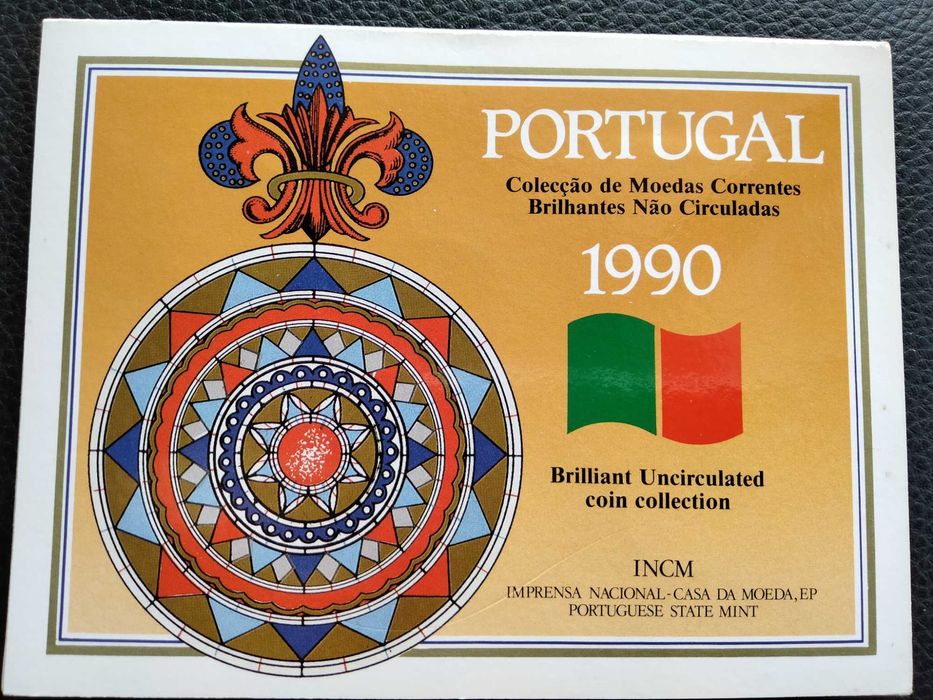 PORTUGAL
Colecção de Moedas Correntes
Brilhantes Não Circuladas
1990
Brilliant Uncirculated
coin collection
INCM
IMPRENSA NACIONAL-CASA DA MOEDA,EP
PORTUGUESE STATE MINT